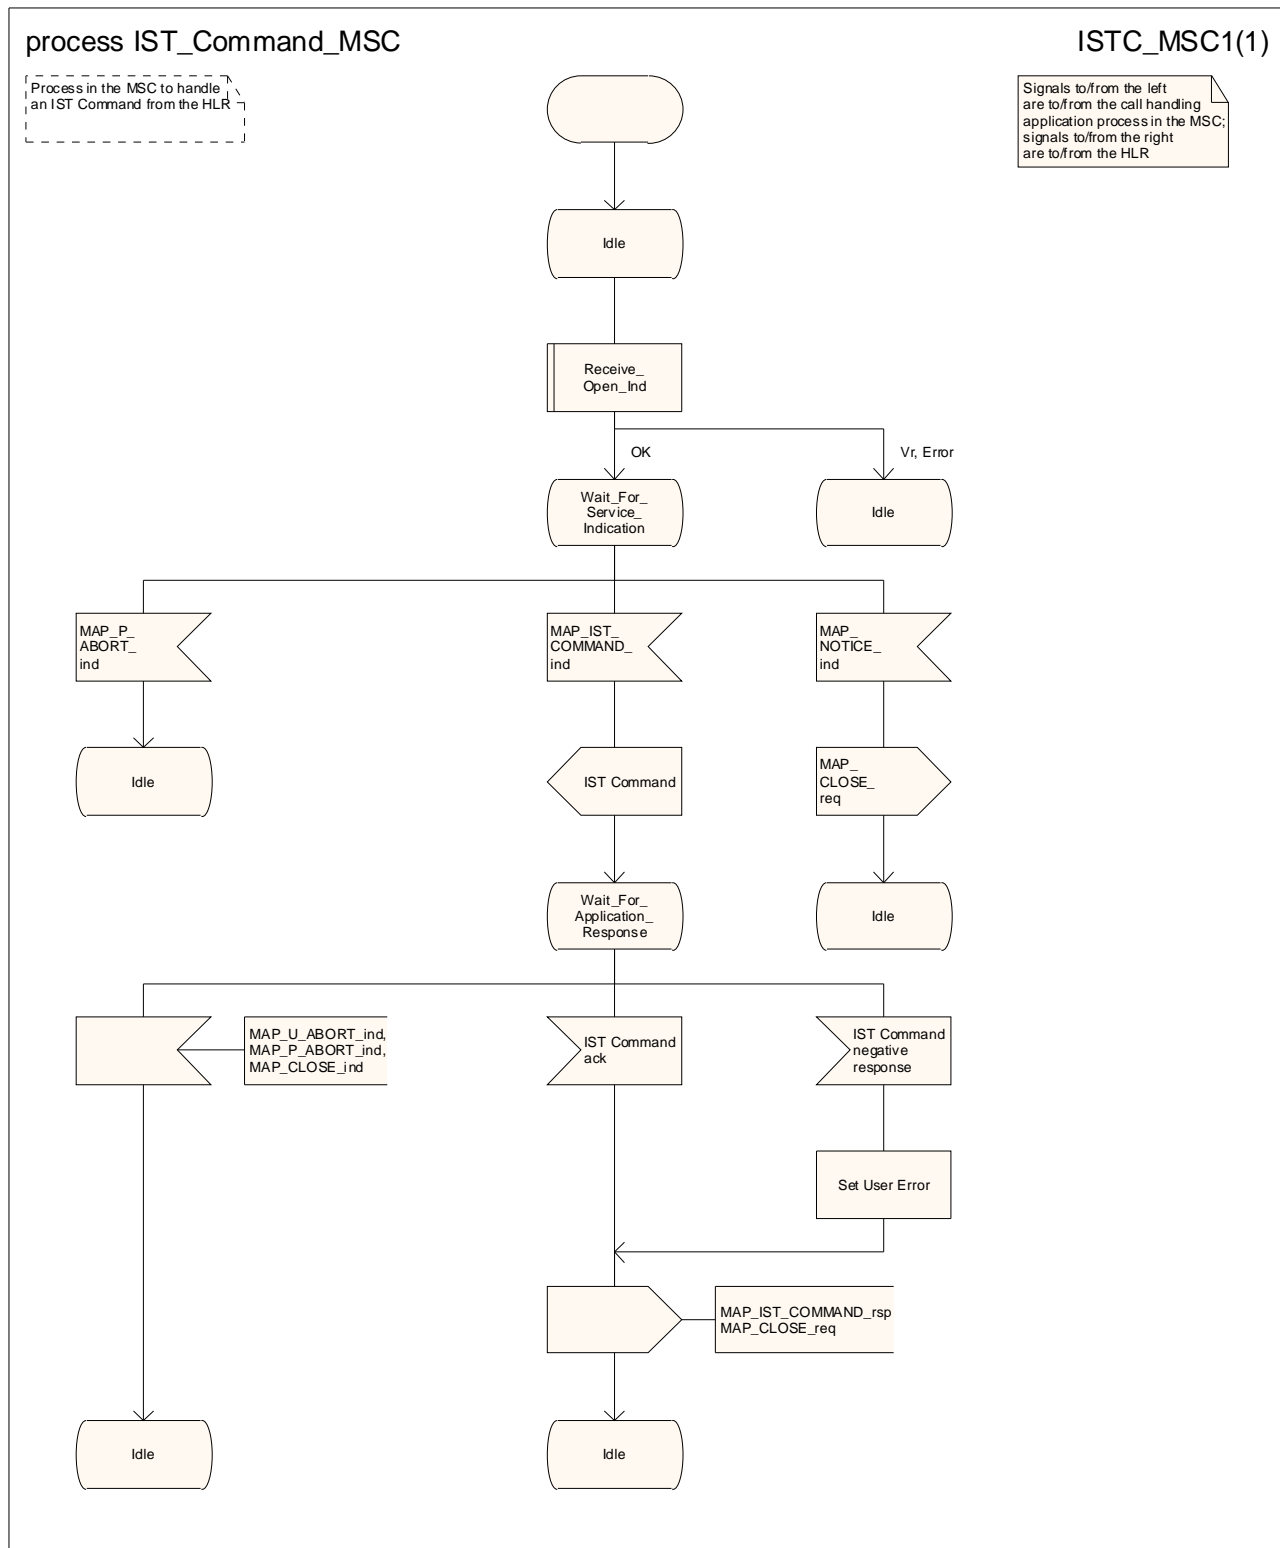 process IST_Command_MSC
ISTC_MSC1(1)
Process in the MSC to handle
an IST Command from the HLR
Signals to/from the left
are to/from the call handling
application process in the MSC;
signals to/from the right
are to/from the HLR
Idle
Receive_
Open_Ind
OK
Vr, Error
Wait_For_
Service_
Indication
Idle
MAP_P_
ABORT_
ind
MAP_IST_
COMMAND_
ind
MAP_
NOTICE_
ind
Idle
IST Command
MAP_
CLOSE_
req
Wait_For_
Application_
Response
Idle
MAP_U_ABORT_ind,
MAP_P_ABORT_ind,
MAP_CLOSE_ind
IST Command
ack
IST Command
negative
response
Set User Error
MAP_IST_COMMAND_rsp
MAP_CLOSE_req
Idle
Idle